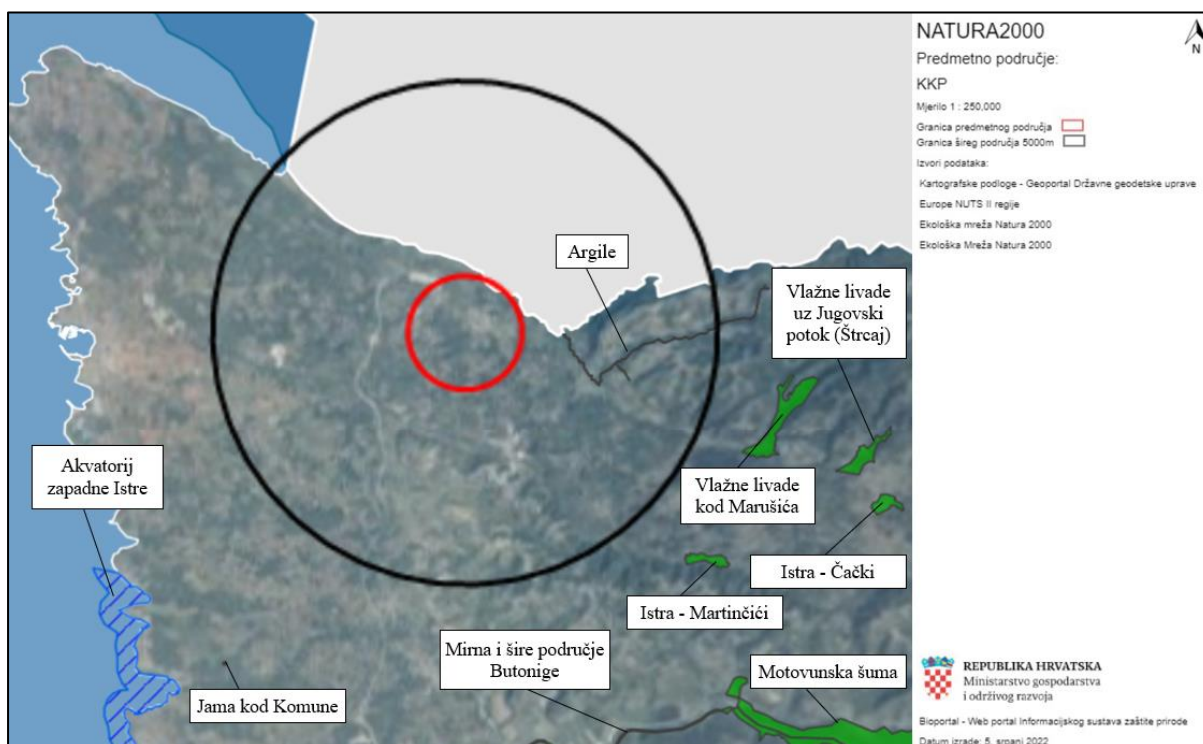 NATURA2000
N
Predmetno područje:
KKP
Mjerilo 1 : 250,000
Granica predmetnog područja
Granica šireg područja 5000m
Izvori podataka:
Kartografske podloge - Geoportal Državne geodetske uprave
Europe NUTS II regije
Ekološka mreža Natura 2000
Ekološka Mreža Natura 2000
Argile
Vlažne livade
uz Jugovski
potok (Štrcaj)
Akvatorij
zapadne Istre
Vlažne livade
kod Marušića
Istra - Čački
Istra - Martinčići
Mirna i šire područje
Butonige
Motovunska šuma
Jama kod Komune
REPUBLIKA HRVATSKA
Ministarstvo gospodarstva
i održivog razvoja
Bioportal - Web portal Informacijskog sustava zaštite prirode
Datum izrade: 5. srpanj 2022